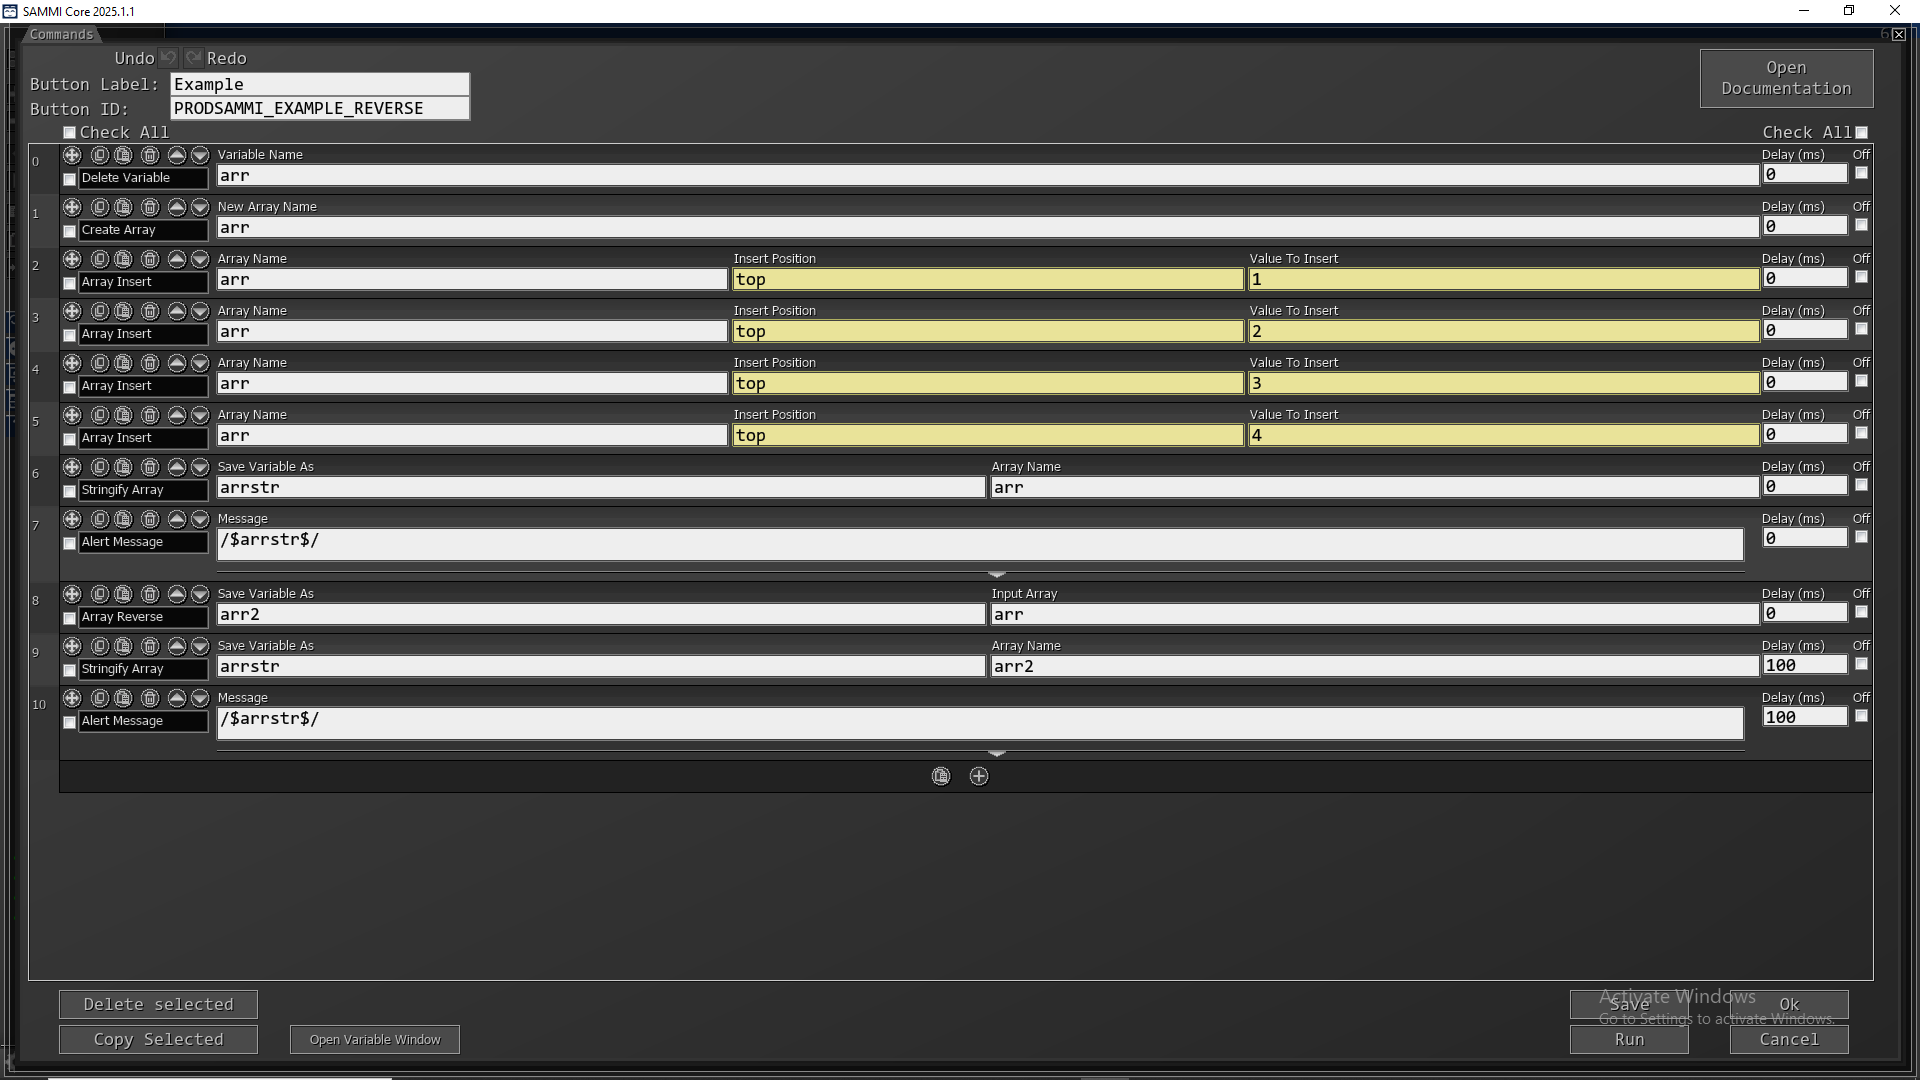 SAMMI Core 2025.1.1
Commands
Undo Redo
Open Documentation
Button Label: Example
Button ID: PRODSAMMI_EXAMPLE_REVERSE
Check All Check All
0 Variable Name Delay (ms) Off
Delete Variable arr 0
1 New Array Name Delay (ms) Off
Create Array arr 0
2 Array Name Insert Position Value To Insert Delay (ms) Off
Array Insert arr top 1 0
3 Array Name Insert Position Value To Insert Delay (ms) Off
Array Insert arr top 2 0
4 Array Name Insert Position Value To Insert Delay (ms) Off
Array Insert arr top 3 0
5 Array Name Insert Position Value To Insert Delay (ms) Off
Array Insert arr top 4 0
6 Save Variable As Array Name Delay (ms) Off
Stringify Array arrstr arr 0
7 Message Delay (ms) Off
Alert Message /$arrstr$/ 0
8 Save Variable As Input Array Delay (ms) Off
Array Reverse arr2 arr 0
9 Save Variable As Array Name Delay (ms) Off
Stringify Array arrstr arr2 100
10 Message Delay (ms) Off
Alert Message /$arrstr$/ 100
Delete selected Save Ok
Activate Windows
Go to Settings to activate Windows.
Copy Selected Open Variable Window Run Cancel